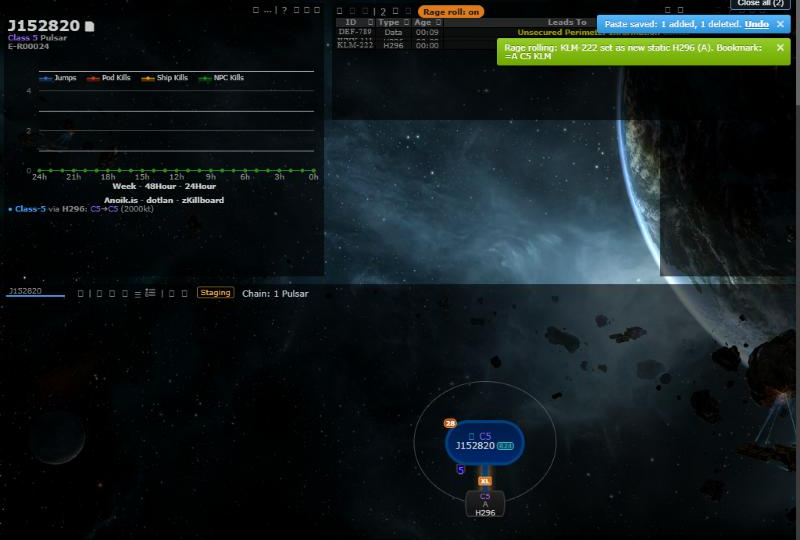 Close all (2)
J152820
Class 5 Pulsar
E-R00024
... | ?
| 2
Rage roll: on
ID Type Age Leads To
DEF-789 Data 00:09 Unsecured Perimeter
KLM-222 H296 00:00
Paste saved: 1 added, 1 deleted. Undo ×
Rage rolling: KLM-222 set as new static H296 (A). Bookmark: =A C5 KLM ×
Jumps Pod Kills Ship Kills NPC Kills
4
2
0
24h 21h 18h 15h 12h 9h 6h 3h 0h
Week - 48Hour - 24Hour
Anoik.is - dotlan - zKillboard
• Class-5 via H296: C5→C5 (2000kt)
J152820
Staging
Chain: 1 Pulsar
28
C5
J152820
5
XL
C5
A
H296